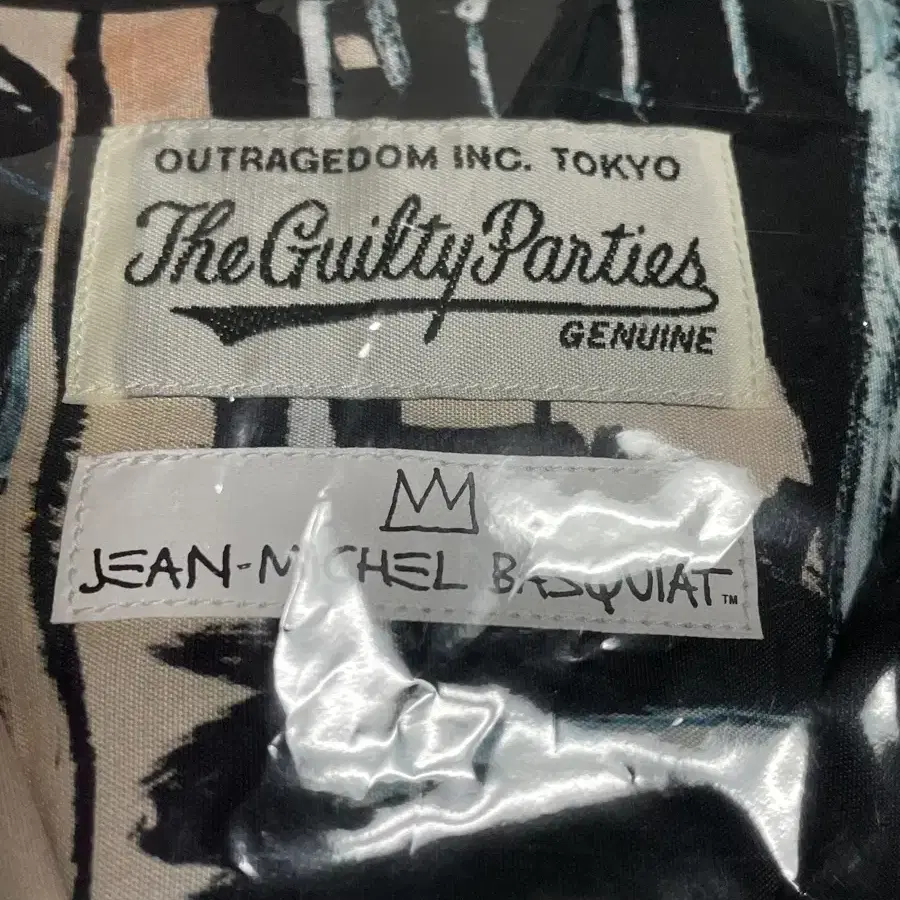 OUTRAGEDOM INC. TOKYO
The Guilty Parties
GENUINE
JEAN-MICHEL BASQUIAT™